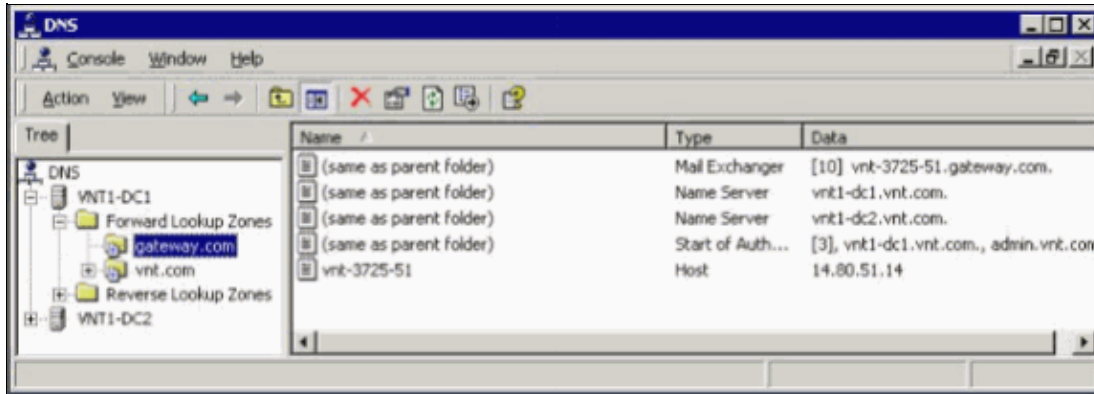 DNS
Console Window Help
Action View
Tree
Name Type Data
DNS
VNT1-DC1
Forward Lookup Zones
gateway.com
vnt.com
Reverse Lookup Zones
VNT1-DC2
(same as parent folder) Mail Exchanger [10] vnt-3725-51.gateway.com.
(same as parent folder) Name Server vnt1-dc1.vnt.com.
(same as parent folder) Name Server vnt1-dc2.vnt.com.
(same as parent folder) Start of Auth... [3], vnt1-dc1.vnt.com., admin.vnt.com
vnt-3725-51 Host 14.80.51.14